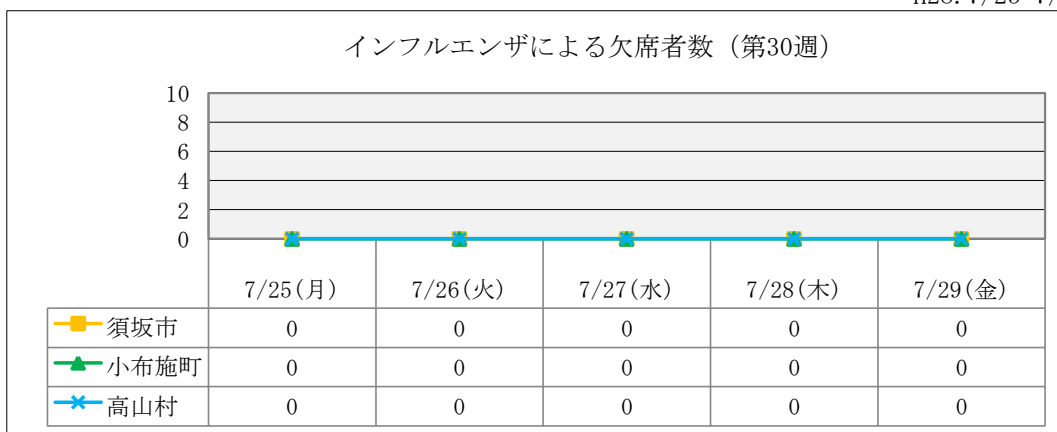 インフルエンザによる欠席者数（第30週）
10
8
6
4
2
0
7/25(月) 7/26(火) 7/27(水) 7/28(木) 7/29(金)
須坂市 0 0 0 0 0
小布施町 0 0 0 0 0
高山村 0 0 0 0 0